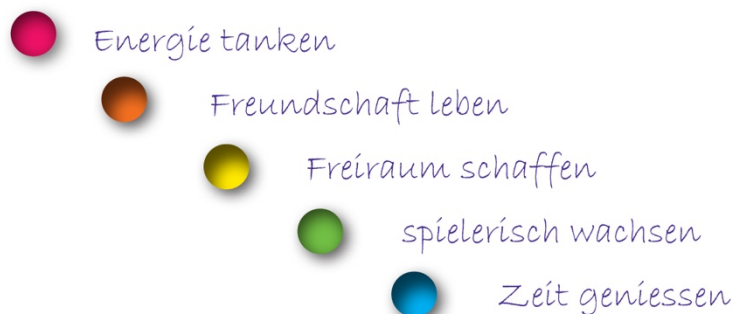 Energie tanken
Freundschaft leben
Freiraum schaffen
spielerisch wachsen
Zeit geniessen